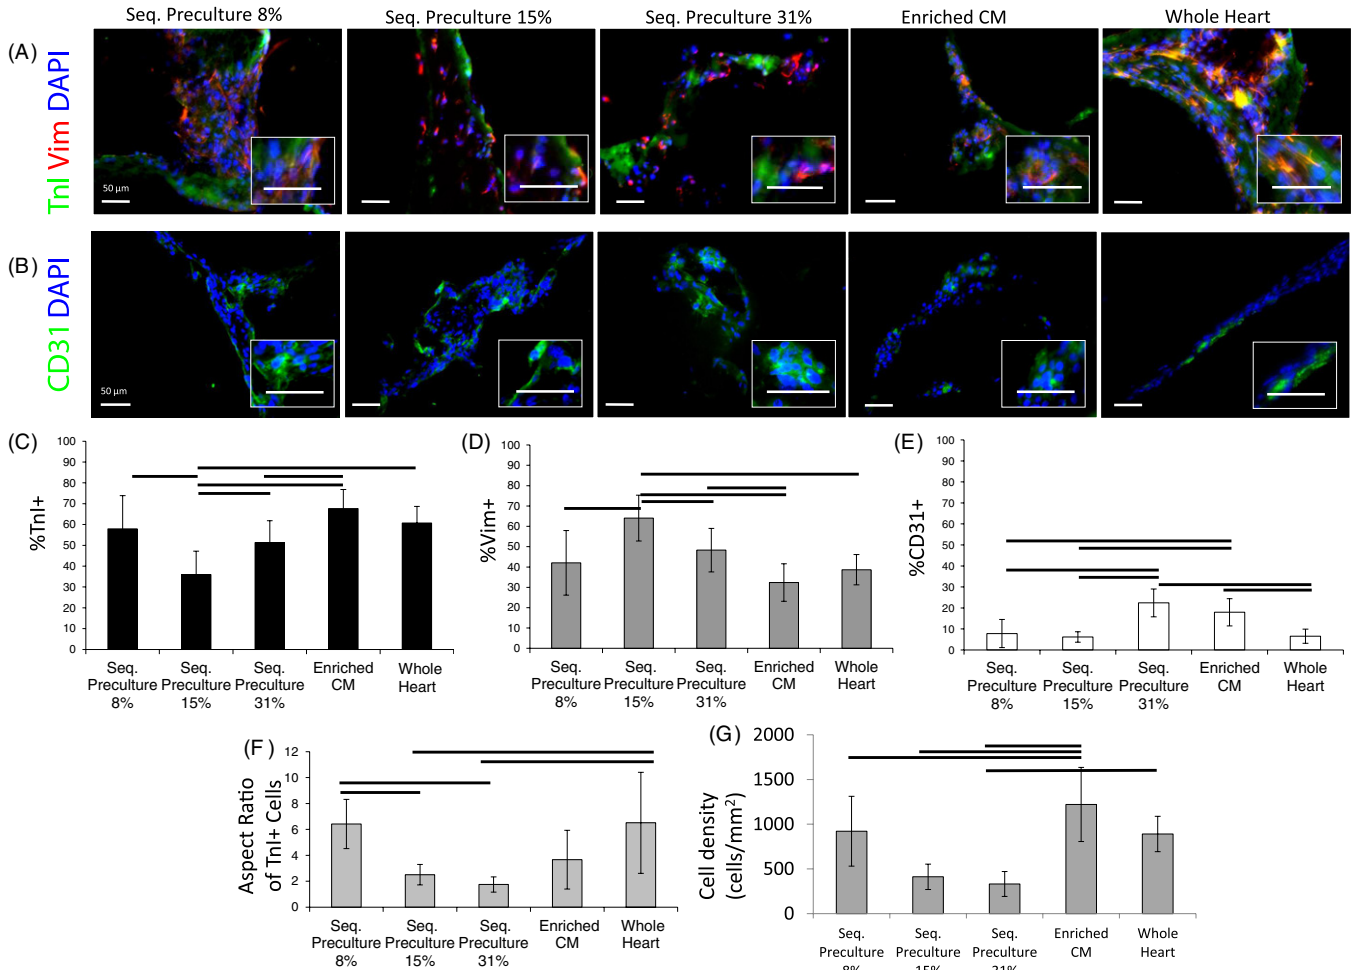 Seq. Preculture 8%
Seq. Preculture 15%
Seq. Preculture 31%
Enriched CM
Whole Heart
(A)
TnI Vim DAPI
50 µm
(B)
CD31 DAPI
50 µm
(C)
%TnI+
100
90
80
70
60
50
40
30
20
10
0
Seq.
Preculture
8%
Seq.
Preculture
15%
Seq.
Preculture
31%
Enriched
CM
Whole
Heart
(D)
%Vim+
100
90
80
70
60
50
40
30
20
10
0
Seq.
Preculture
8%
Seq.
Preculture
15%
Seq.
Preculture
31%
Enriched
CM
Whole
Heart
(E)
%CD31+
100
90
80
70
60
50
40
30
20
10
0
Seq.
Preculture
8%
Seq.
Preculture
15%
Seq.
Preculture
31%
Enriched
CM
Whole
Heart
(F)
Aspect Ratio
of TnI+ Cells
12
10
8
6
4
2
0
Seq.
Preculture
8%
Seq.
Preculture
15%
Seq.
Preculture
31%
Enriched
CM
Whole
Heart
(G)
Cell density
(cells/mm²)
2000
1500
1000
500
0
Seq.
Preculture
8%
Seq.
Preculture
15%
Seq.
Preculture
31%
Enriched
CM
Whole
Heart